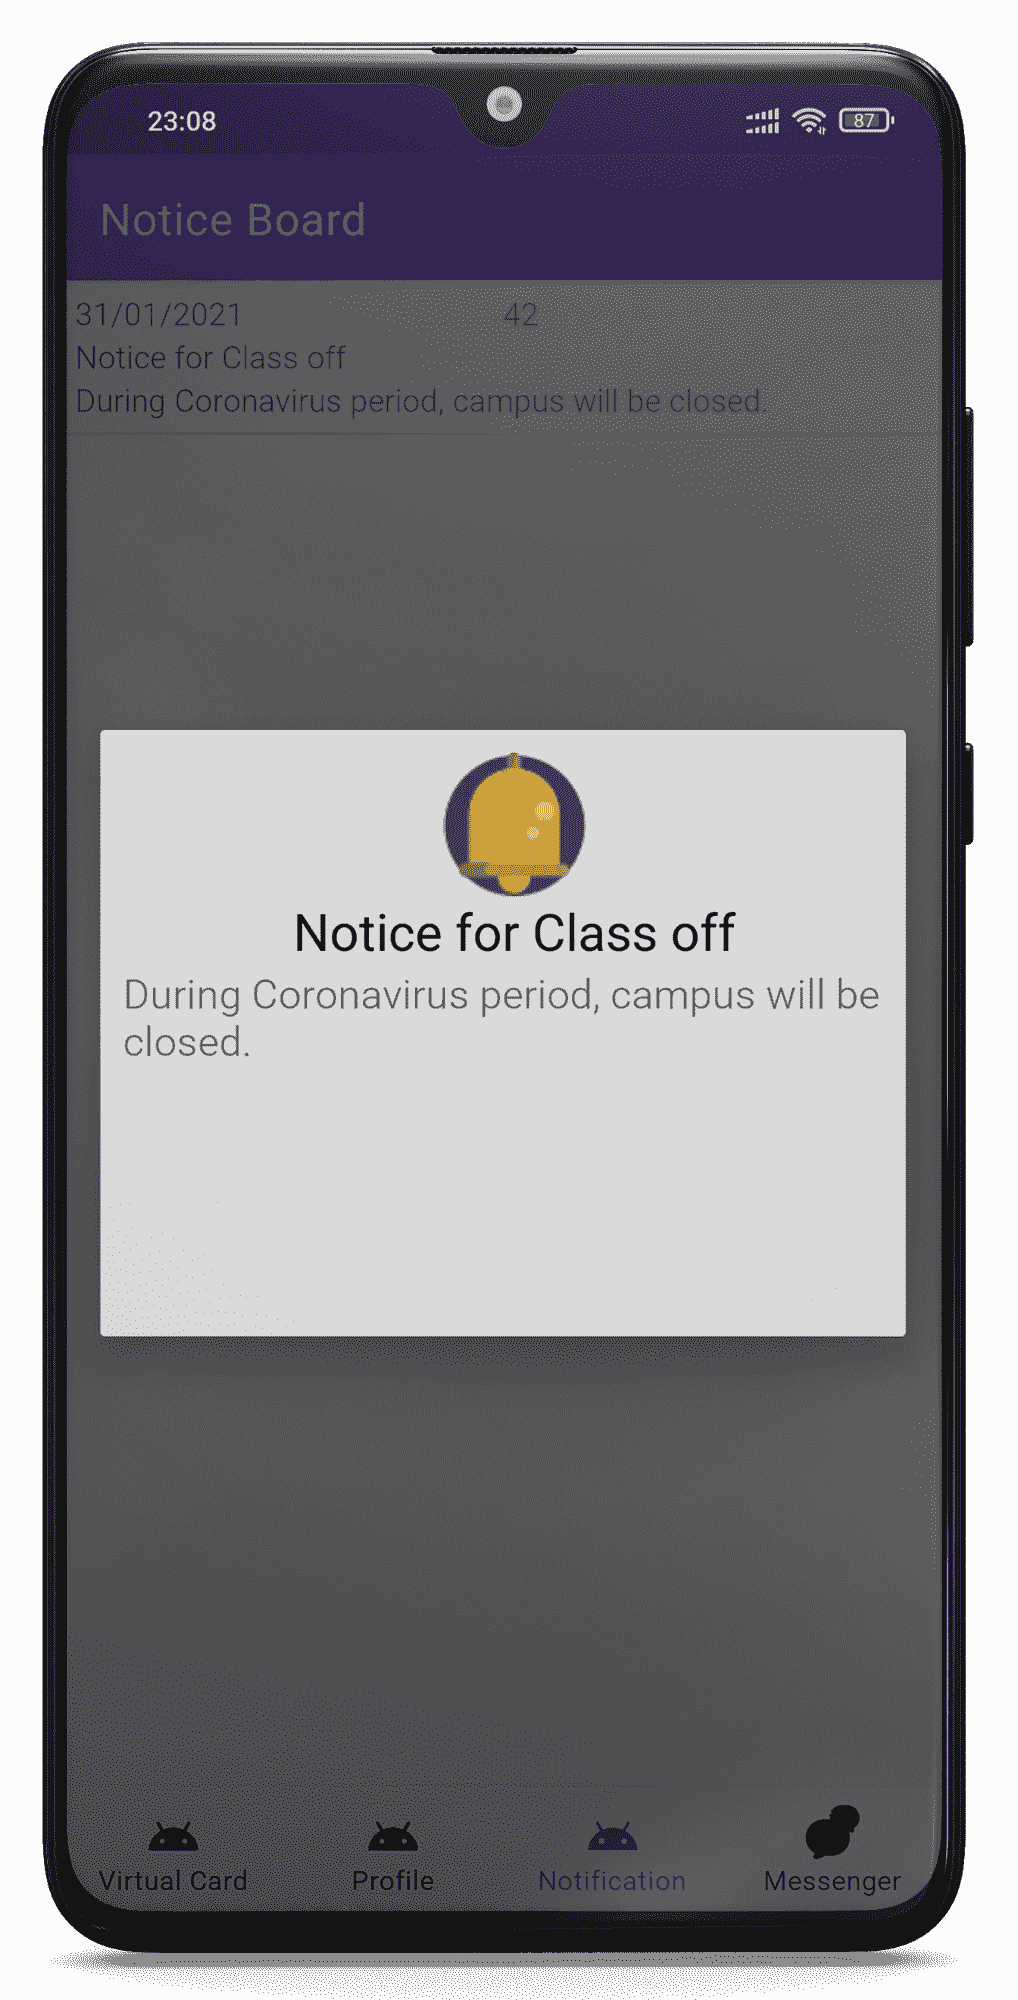 23:08 87
Notice Board
31/01/2021 42
Notice for Class off
During Coronavirus period, campus will be closed.
Notice for Class off
During Coronavirus period, campus will be
closed.
Virtual Card Profile Notification Messenger